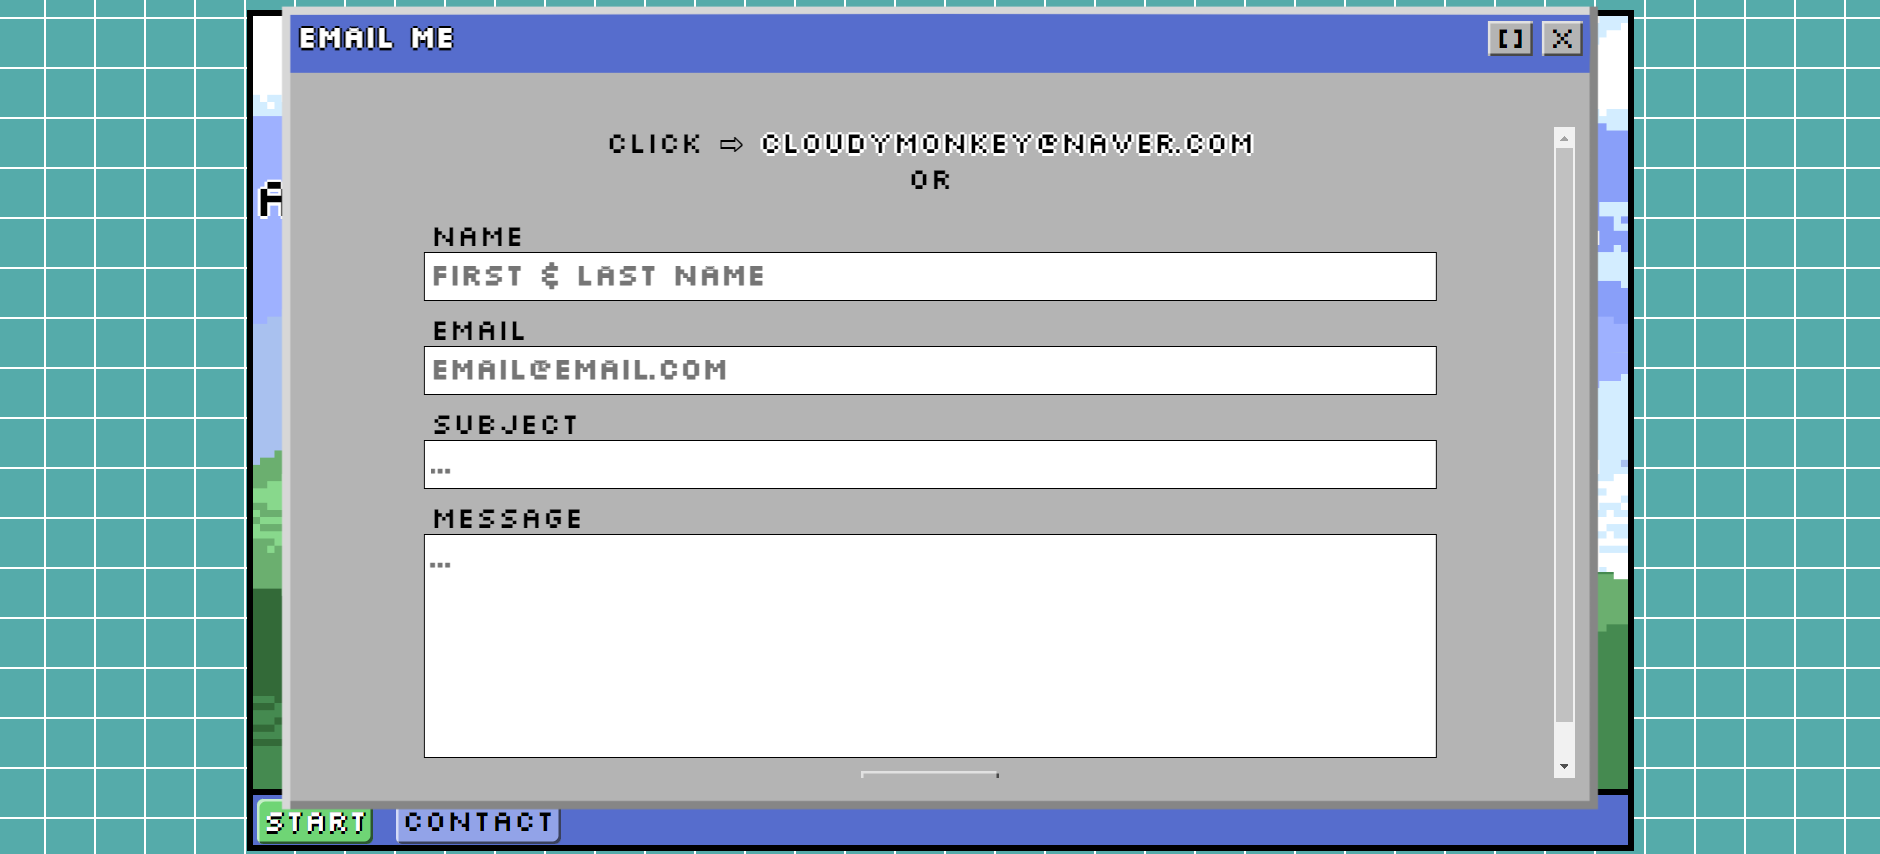 EMAIL ME
[] X
CLICK ⇨ CLOUDYMONKEY@NAVER.COM
OR
NAME
FIRST & LAST NAME
EMAIL
EMAIL@EMAIL.COM
SUBJECT
...
MESSAGE
...
START CONTACT